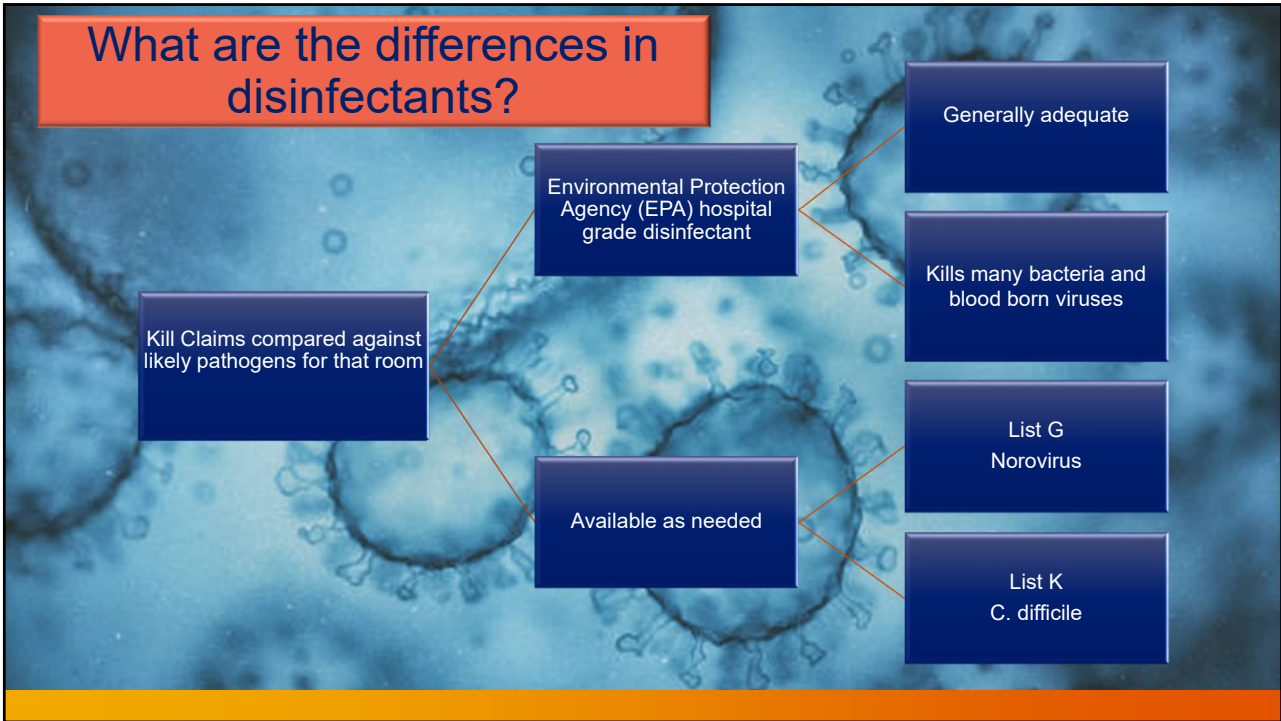 What are the differences in
disinfectants?
Kill Claims compared against
likely pathogens for that room
Environmental Protection
Agency (EPA) hospital
grade disinfectant
Generally adequate
Kills many bacteria and
blood born viruses
Available as needed
List G
Norovirus
List K
C. difficile